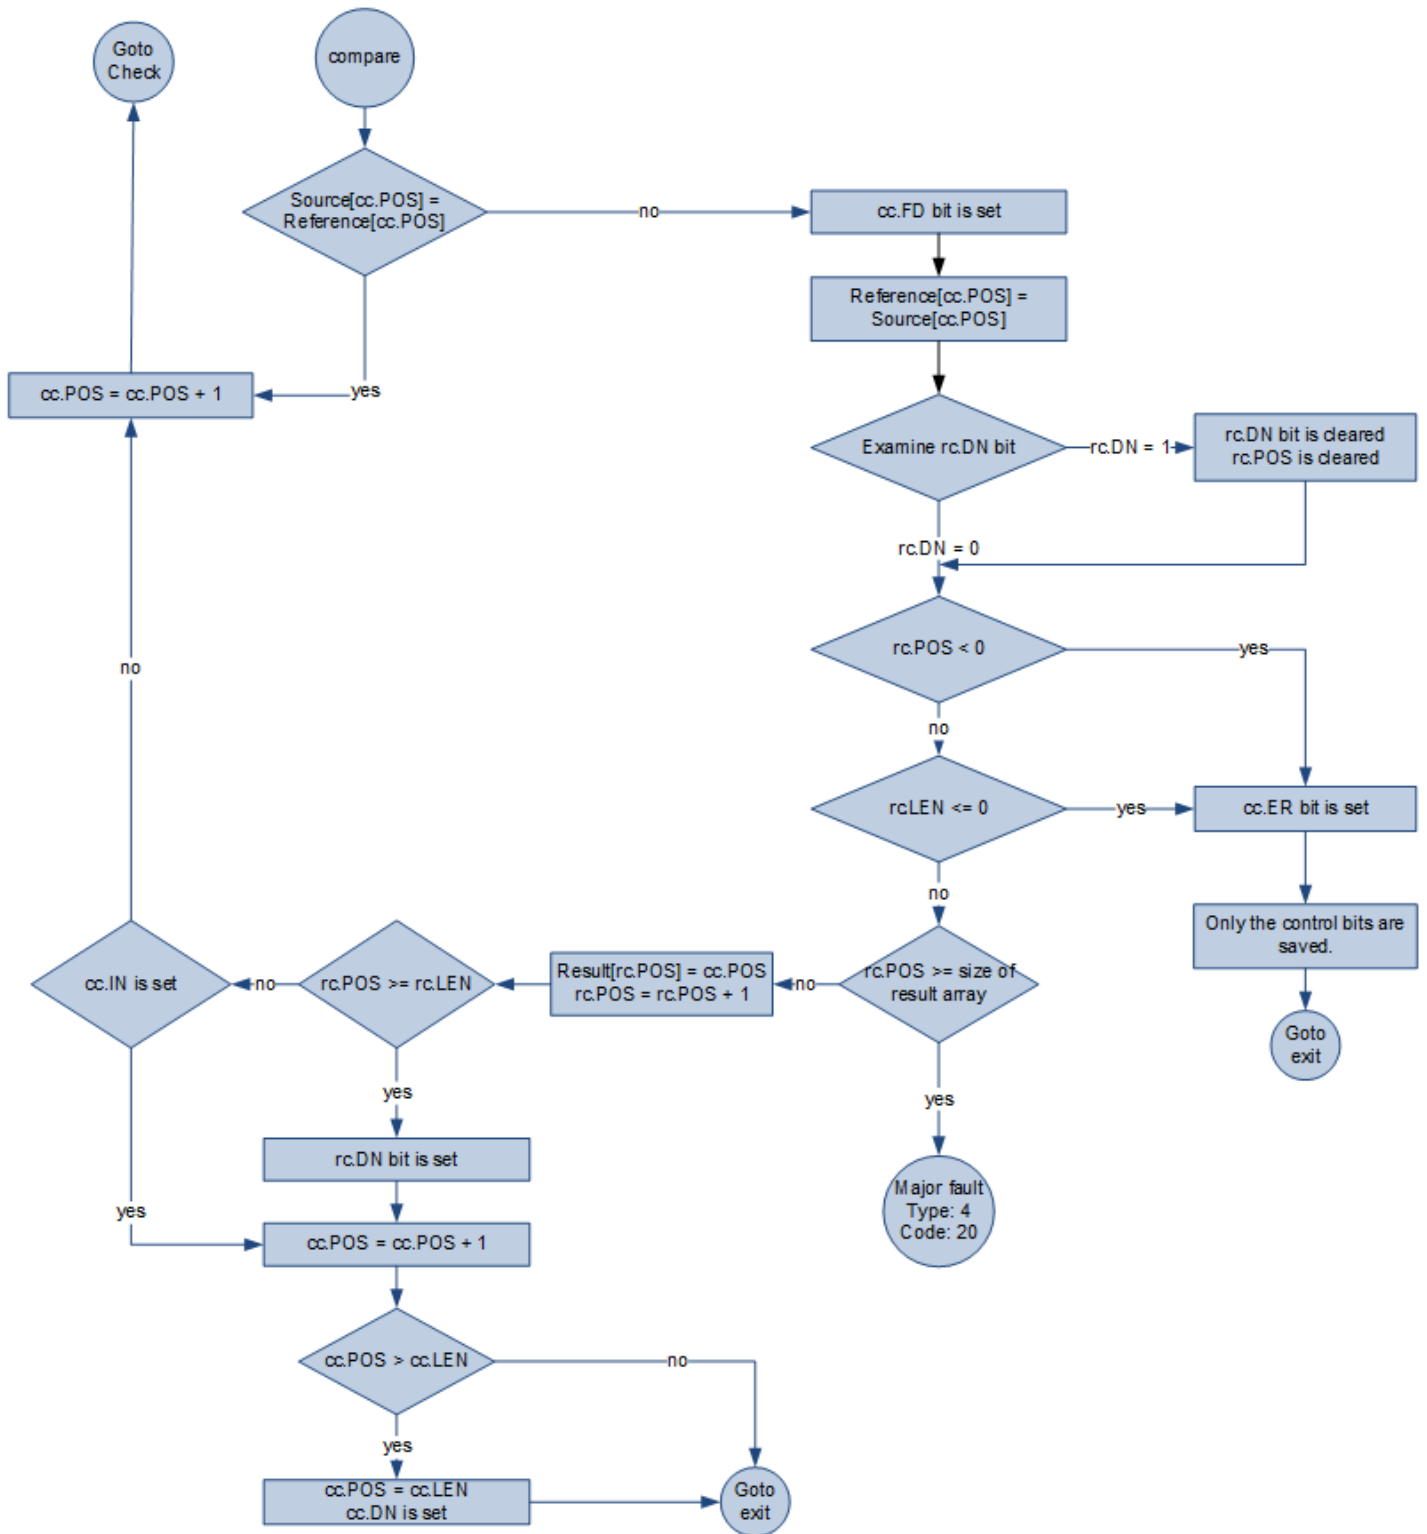 Goto
Check
compare
Source[cc.POS] =
Reference[cc.POS]
no
cc.FD bit is set
Reference[cc.POS] =
Source[cc.POS]
yes
cc.POS = cc.POS + 1
Examine rc.DN bit
rc.DN = 1
rc.DN bit is cleared
rc.POS is cleared
rc.DN = 0
rc.POS < 0
yes
no
no
rc.LEN <= 0
yes
cc.ER bit is set
no
Only the control bits are
saved.
cc.IN is set
no
rc.POS >= rc.LEN
Result[rc.POS] = cc.POS
rc.POS = rc.POS + 1
no
rc.POS >= size of
result array
Goto
exit
yes
yes
rc.DN bit is set
Major fault
Type: 4
Code: 20
yes
cc.POS = cc.POS + 1
cc.POS > cc.LEN
no
yes
cc.POS = cc.LEN
cc.DN is set
Goto
exit